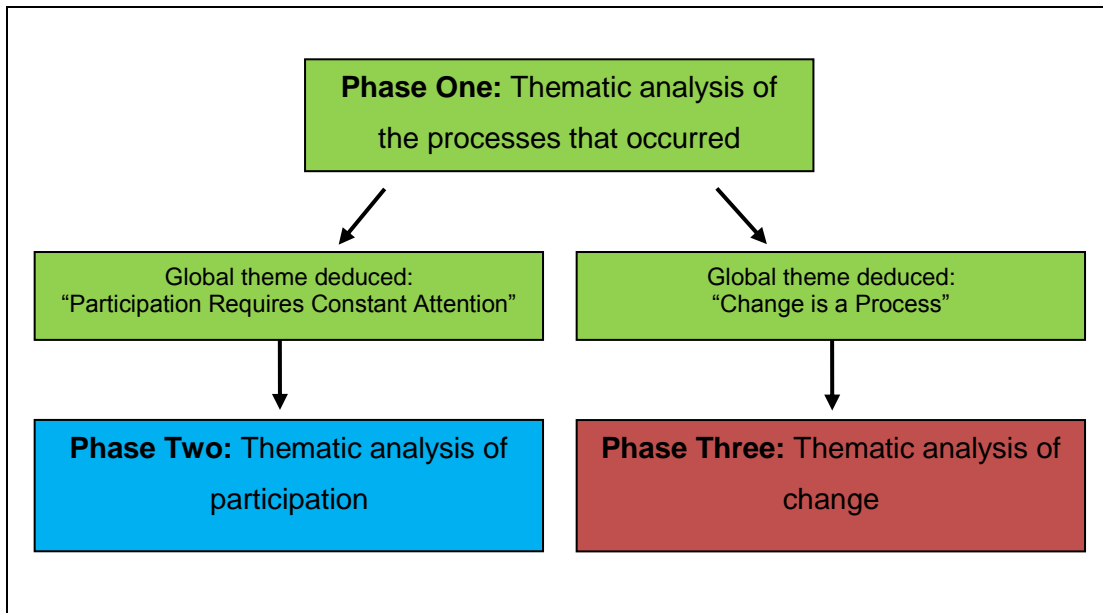 Phase One: Thematic analysis of
the processes that occurred
Global theme deduced:
“Participation Requires Constant Attention”
Global theme deduced:
“Change is a Process”
Phase Two: Thematic analysis of
participation
Phase Three: Thematic analysis of
change